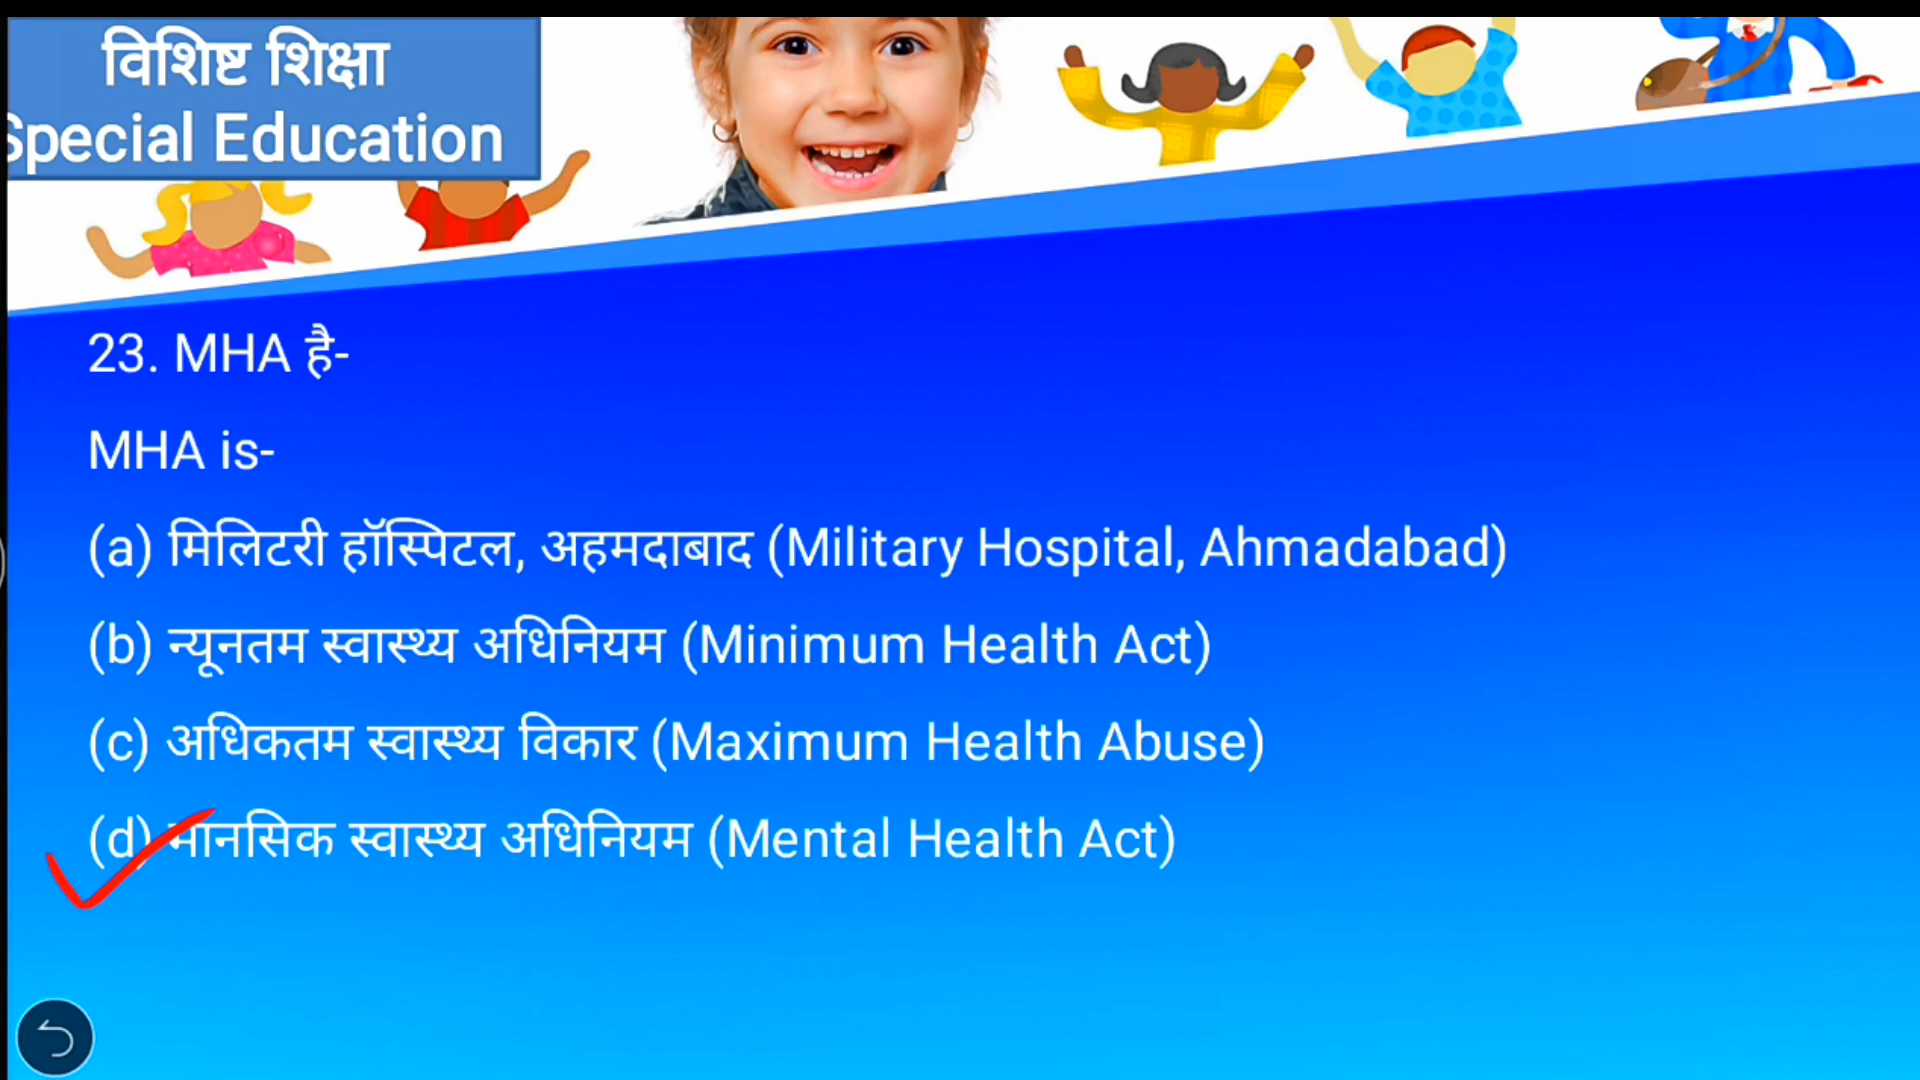 विशिष्ट शिक्षा
Special Education
23. MHA है-
MHA is-
(a) मिलिटरी हॉस्पिटल, अहमदाबाद (Military Hospital, Ahmadabad)
(b) न्यूनतम स्वास्थ्य अधिनियम (Minimum Health Act)
(c) अधिकतम स्वास्थ्य विकार (Maximum Health Abuse)
(d) मानसिक स्वास्थ्य अधिनियम (Mental Health Act)